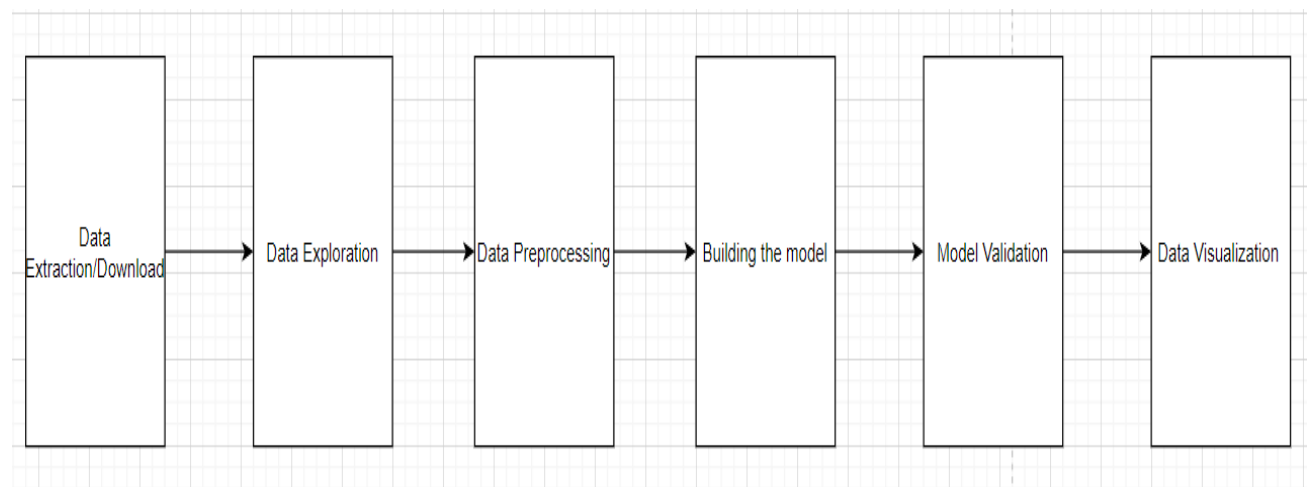 Data
Extraction/Download
Data Exploration
Data Preprocessing
Building the model
Model Validation
Data Visualization